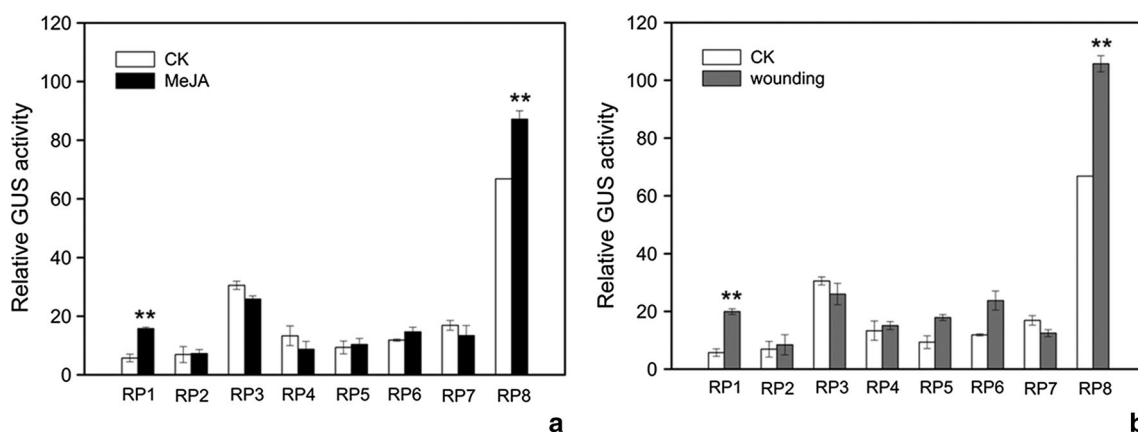 120
100
80
60
40
20
0
Relative GUS activity
CK
MeJA
**
**
RP1 RP2 RP3 RP4 RP5 RP6 RP7 RP8
a
120
100
80
60
40
20
0
Relative GUS activity
CK
wounding
**
**
RP1 RP2 RP3 RP4 RP5 RP6 RP7 RP8
b